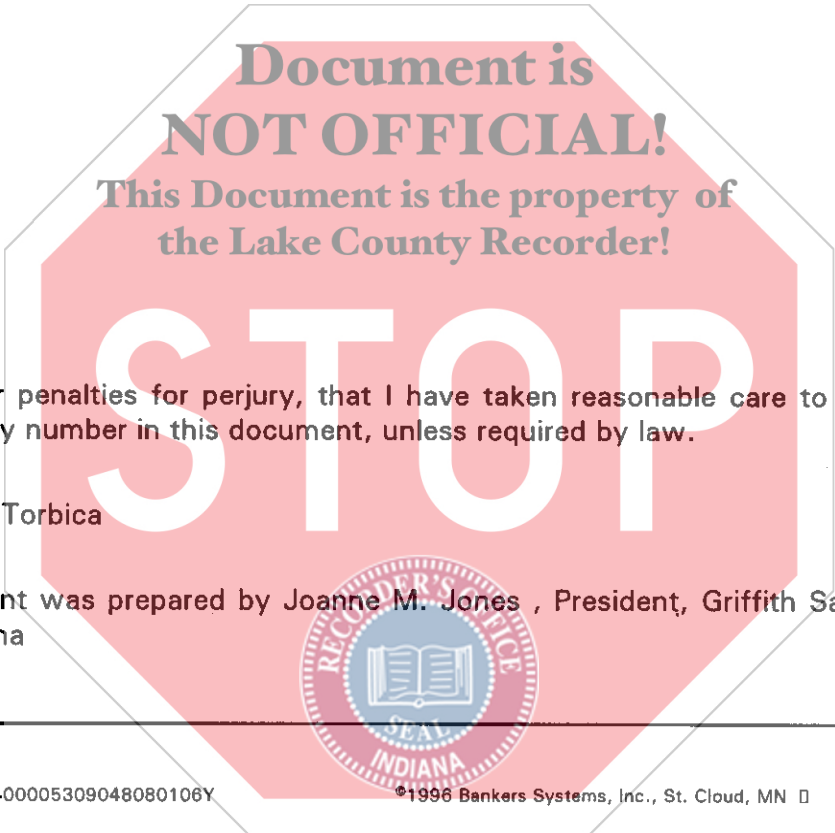 Document is
NOT OFFICIAL!
This Document is the property of
the Lake County Recorder!
STOP
penalties for perjury, that I have taken reasonable care to
y number in this document, unless required by law.
Torbica
nt was prepared by Joanne M. Jones , President, Griffith Sa
na
RECORDER'S OFFICE
SEAL
INDIANA
-00005309048080106Y
©1996 Bankers Systems, Inc., St. Cloud, MN